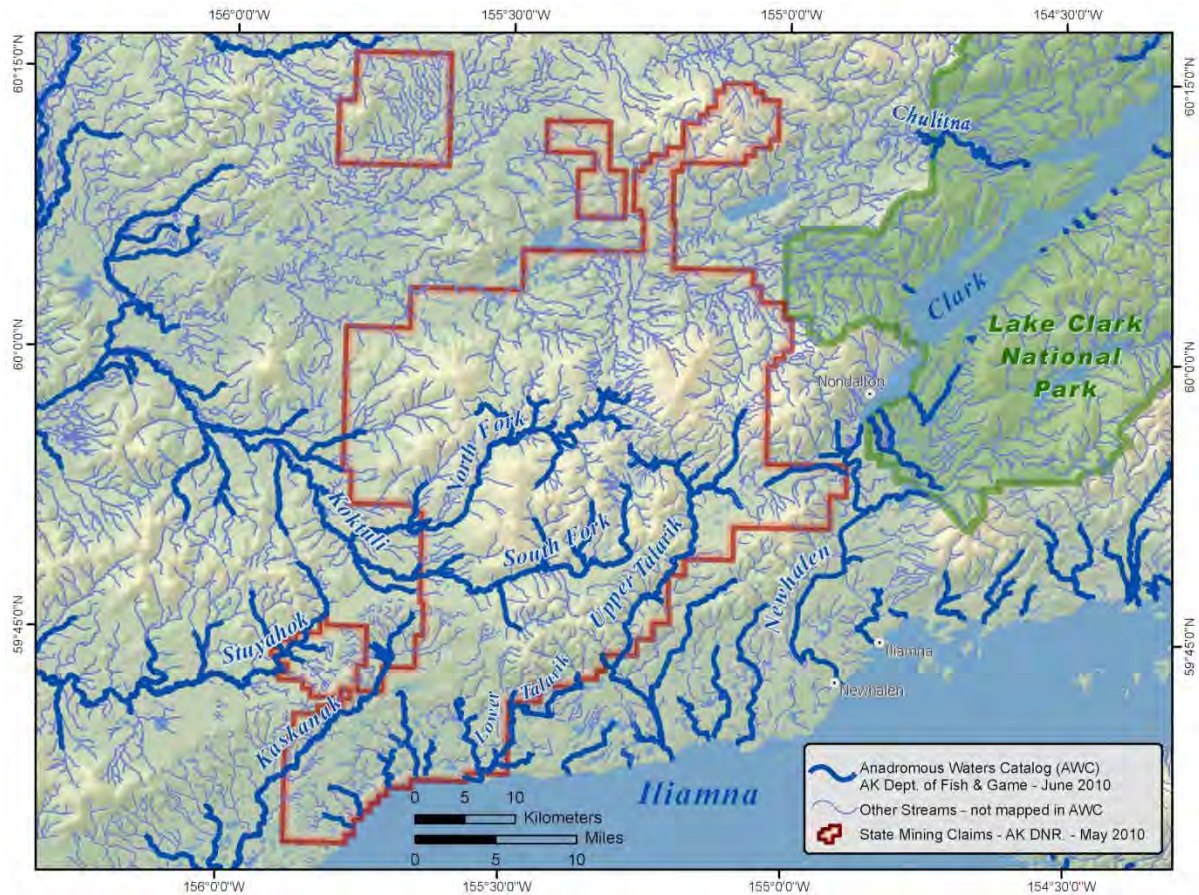 156°0'0"W
155°30'0"W
155°0'0"W
154°30'0"W
60°15'0"N
60°15'0"N
Chulitna
Clark
Lake Clark
National
Park
60°0'0"N
60°0'0"N
Nondalton
North Fork
Koktuli
South Fork
Upper Talarik
Newhalen
59°45'0"N
59°45'0"N
Stuyahok
Iliamna
Newhalen
Kaskanak
Lower Talarik
Iliamna
0 5 10
Kilometers
Miles
0 5 10
Anadromous Waters Catalog (AWC)
AK Dept. of Fish & Game - June 2010
Other Streams - not mapped in AWC
State Mining Claims - AK DNR. - May 2010
156°0'0"W
155°30'0"W
155°0'0"W
154°30'0"W